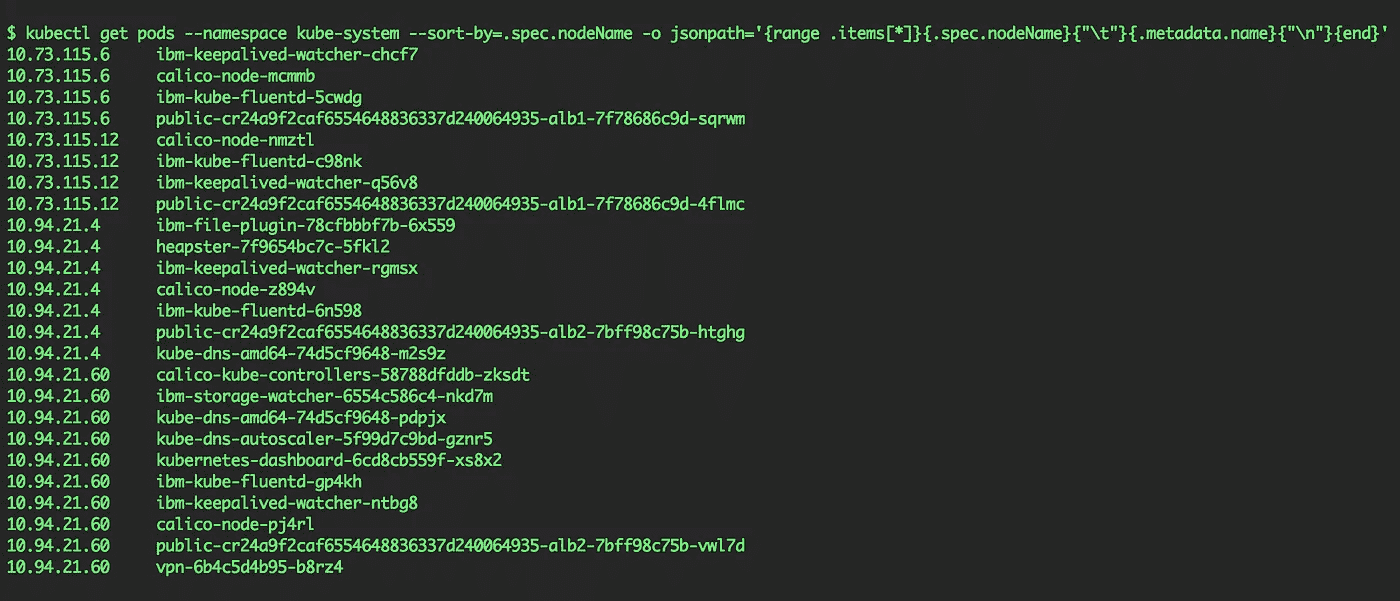 $ kubectl get pods --namespace kube-system --sort-by=.spec.nodeName -o jsonpath='{range .items[*]}{.spec.nodeName}{"\t"}{.metadata.name}{"\n"}{end}'
10.73.115.6 ibm-keepalived-watcher-chcf7
10.73.115.6 calico-node-mcmmb
10.73.115.6 ibm-kube-fluentd-5cwdg
10.73.115.6 public-cr24a9f2caf6554648836337d240064935-alb1-7f78686c9d-sqrwm
10.73.115.12 calico-node-nmztl
10.73.115.12 ibm-kube-fluentd-c98nk
10.73.115.12 ibm-keepalived-watcher-q56v8
10.73.115.12 public-cr24a9f2caf6554648836337d240064935-alb1-7f78686c9d-4flmc
10.94.21.4 ibm-file-plugin-78cfbbbf7b-6x559
10.94.21.4 heapster-7f9654bc7c-5fkl2
10.94.21.4 ibm-keepalived-watcher-rgmsx
10.94.21.4 calico-node-z894v
10.94.21.4 ibm-kube-fluentd-6n598
10.94.21.4 public-cr24a9f2caf6554648836337d240064935-alb2-7bff98c75b-htghg
10.94.21.4 kube-dns-amd64-74d5cf9648-m2s9z
10.94.21.60 calico-kube-controllers-58788dfddb-zksdt
10.94.21.60 ibm-storage-watcher-6554c586c4-nkd7m
10.94.21.60 kube-dns-amd64-74d5cf9648-pdpjx
10.94.21.60 kube-dns-autoscaler-5f99d7c9bd-gznr5
10.94.21.60 kubernetes-dashboard-6cd8cb559f-xs8x2
10.94.21.60 ibm-kube-fluentd-gp4kh
10.94.21.60 ibm-keepalived-watcher-ntbg8
10.94.21.60 calico-node-pj4rl
10.94.21.60 public-cr24a9f2caf6554648836337d240064935-alb2-7bff98c75b-vwl7d
10.94.21.60 vpn-6b4c5d4b95-b8rz4